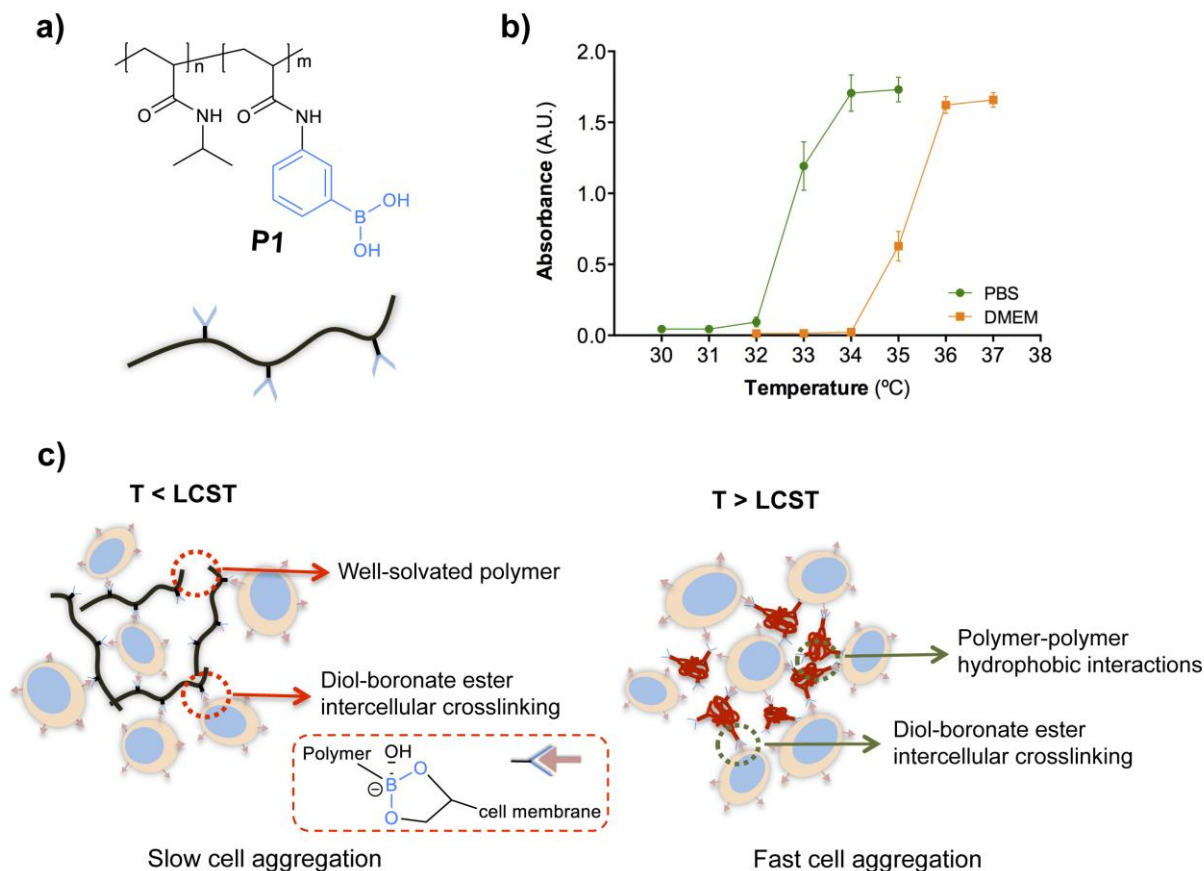 a)
n
m
O
NH
O
NH
B
OH
OH
P1
b)
Absorbance (A.U.)
2.0
1.5
1.0
0.5
0.0
30 31 32 33 34 35 36 37 38
Temperature (ºC)
PBS
DMEM
c)
T < LCST
Well-solvated polymer
Diol-boronate ester
intercellular crosslinking
Polymer
OH
B
O
O
cell membrane
Slow cell aggregation
T > LCST
Polymer-polymer
hydrophobic interactions
Diol-boronate ester
intercellular crosslinking
Fast cell aggregation